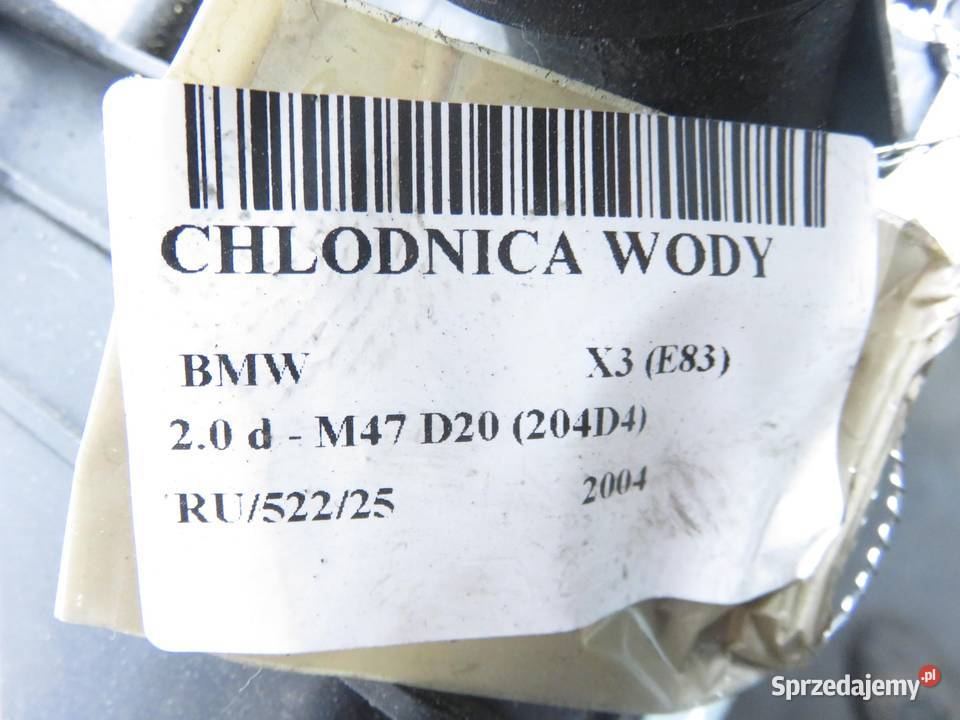 CHLODNICA WODY
BMW X3 (E83)
2.0 d - M47 D20 (204D4)
RU/522/25 2004
Sprzedajemy.pl